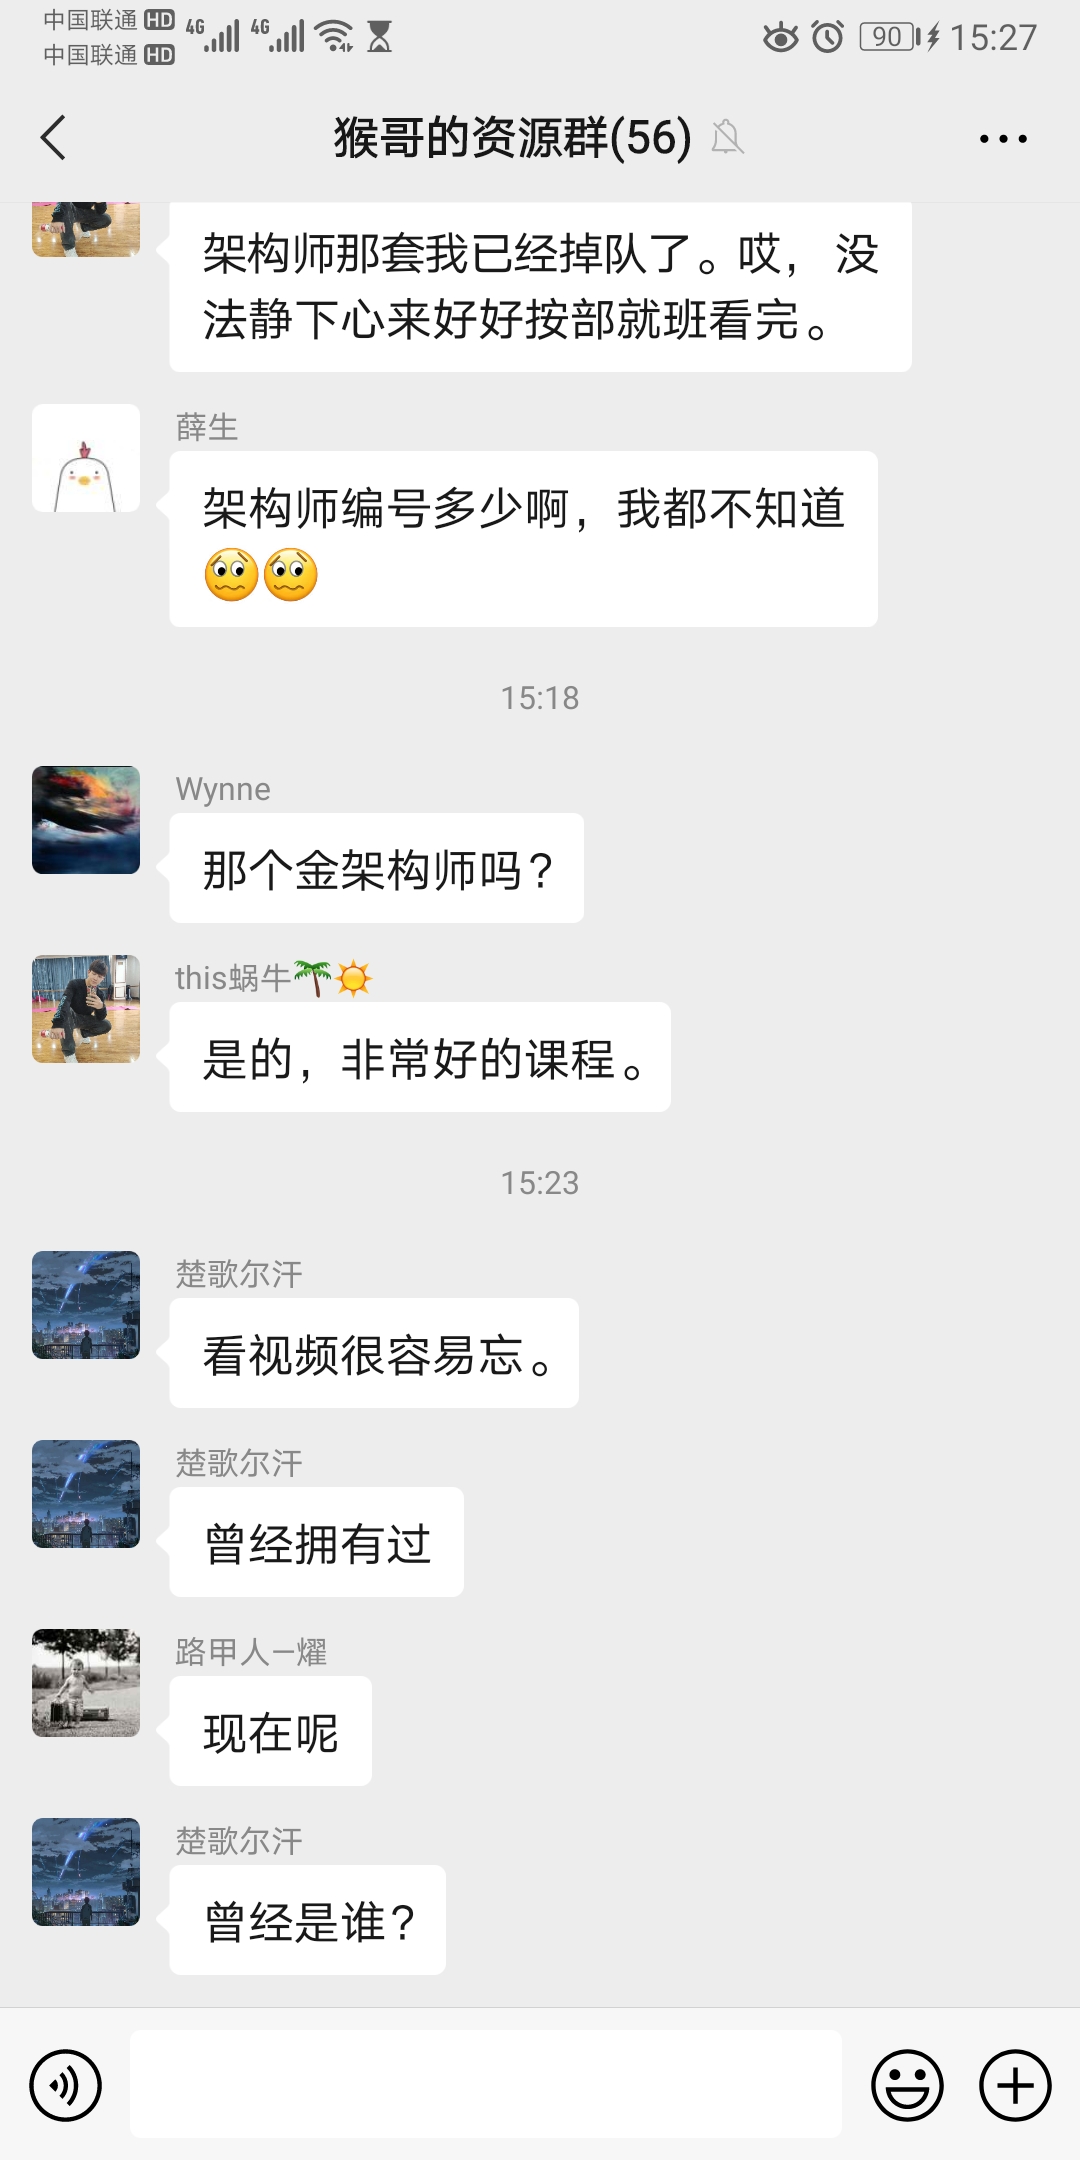 中国联通 HD 4G 4G 90 15:27
中国联通 HD
猴哥的资源群(56)
架构师那套我已经掉队了。哎，没
法静下心来好好按部就班看完。
薛生
架构师编号多少啊，我都不知道
😟😟
15:18
Wynne
那个金架构师吗？
this蜗牛🌴☀️
是的，非常好的课程。
15:23
楚歌尔汗
看视频很容易忘。
楚歌尔汗
曾经拥有过
路甲人—燿
现在呢
楚歌尔汗
曾经是谁？